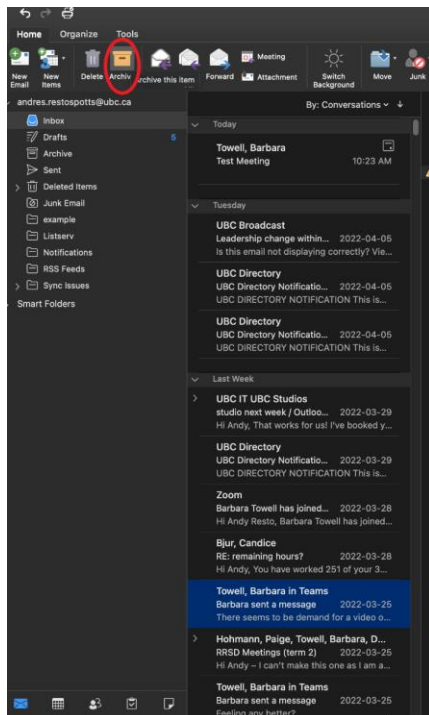 Home Organize Tools
New Email
New Items
Delete
Archiv
Archive this item
Forward
Meeting
Attachment
Switch Background
Move
Junk
andres.restospotts@ubc.ca
Inbox
Drafts 5
Archive
Sent
Deleted Items
Junk Email
example
Listserv
Notifications
RSS Feeds
Sync Issues
Smart Folders
By: Conversations
Today
Towell, Barbara
Test Meeting 10:23 AM
Tuesday
UBC Broadcast
Leadership change within... 2022-04-05
Is this email not displaying correctly? Vie...
UBC Directory
UBC Directory Notificatio... 2022-04-05
UBC DIRECTORY NOTIFICATION This is...
UBC Directory
UBC Directory Notificatio... 2022-04-05
UBC DIRECTORY NOTIFICATION This is...
Last Week
UBC IT UBC Studios
studio next week / Outloo... 2022-03-29
Hi Andy, That works for us! I've booked y...
UBC Directory
UBC Directory Notificatio... 2022-03-29
UBC DIRECTORY NOTIFICATION This is...
Zoom
Barbara Towell has joined... 2022-03-28
Hi Andy Resto, Barbara Towell has joined...
Bjur, Candice
RE: remaining hours? 2022-03-28
Hi Andy, You have worked 251 of your 3...
Towell, Barbara in Teams
Barbara sent a message 2022-03-25
There seems to be demand for a video o...
Hohmann, Paige, Towell, Barbara, D...
RRSD Meetings (term 2) 2022-03-25
Hi Andy – I can't make this one as I am a...
Towell, Barbara in Teams
Barbara sent a message 2022-03-25
Feeling any better?